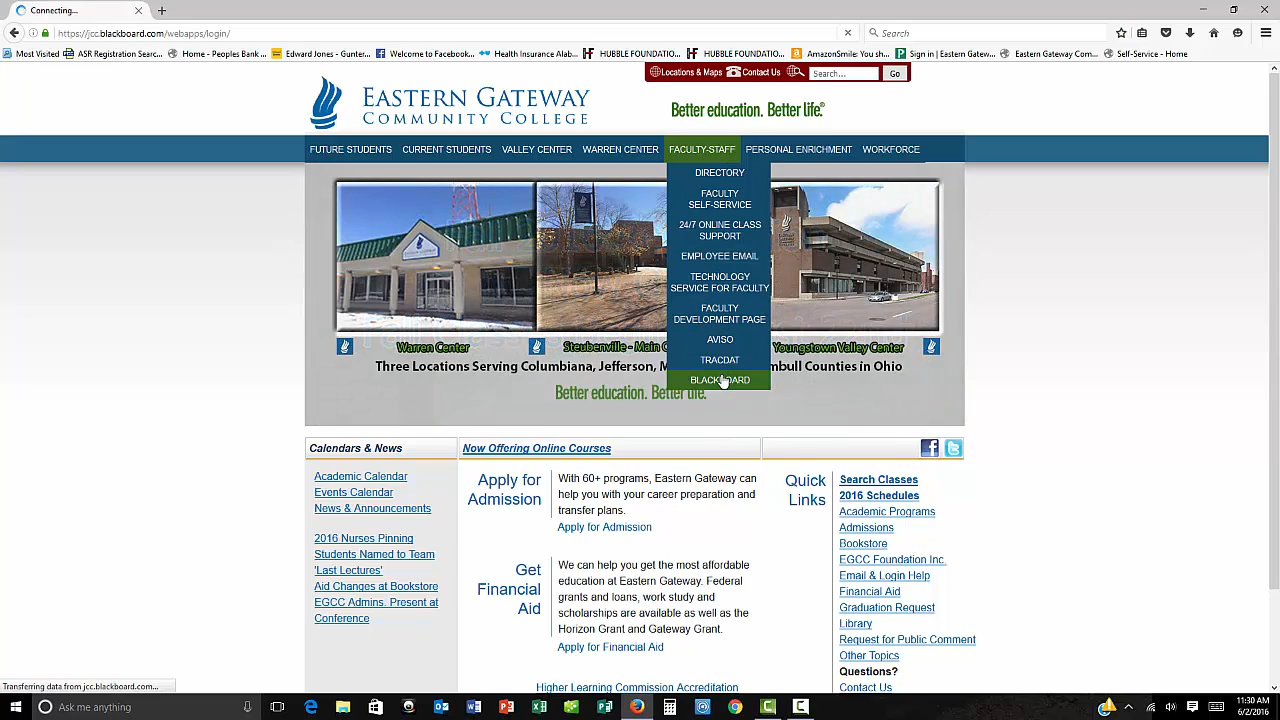 Connecting...
https://jcc.blackboard.com/webapps/login/
Search
Most Visited
ASR Registration Searc...
Home - Peoples Bank
Edward Jones - Gunter...
Welcome to Facebook...
Health Insurance Alab...
HUBBLE FOUNDATIO...
HUBBLE FOUNDATIO...
AmazonSmile: You sh...
Sign in | Eastern Gatew...
Eastern Gateway Com...
Self-Service - Home
Locations & Maps
Contact Us
Search...
Go
EASTERN GATEWAY
COMMUNITY COLLEGE
Better education. Better life.®
FUTURE STUDENTS
CURRENT STUDENTS
VALLEY CENTER
WARREN CENTER
FACULTY-STAFF
PERSONAL ENRICHMENT
WORKFORCE
DIRECTORY
FACULTY
SELF-SERVICE
24/7 ONLINE CLASS
SUPPORT
EMPLOYEE EMAIL
TECHNOLOGY
SERVICE FOR FACULTY
FACULTY
DEVELOPMENT PAGE
AVISO
TRACDAT
BLACKBOARD
Warren Center
Steubenville - Main
Youngstown Valley Center
Three Locations Serving Columbiana, Jefferson, Counties in Ohio
Better education. Better life.
Calendars & News
Academic Calendar
Events Calendar
News & Announcements
2016 Nurses Pinning
Students Named to Team
'Last Lectures'
Aid Changes at Bookstore
EGCC Admins. Present at
Conference
Now Offering Online Courses
Apply for
Admission
With 60+ programs, Eastern Gateway can
help you with your career preparation and
transfer plans.
Apply for Admission
Get
Financial
Aid
We can help you get the most affordable
education at Eastern Gateway. Federal
grants and loans, work study and
scholarships are available as well as the
Horizon Grant and Gateway Grant.
Apply for Financial Aid
Higher Learning Commission Accreditation
Quick
Links
Search Classes
2016 Schedules
Academic Programs
Admissions
Bookstore
EGCC Foundation Inc.
Email & Login Help
Financial Aid
Graduation Request
Library
Request for Public Comment
Other Topics
Questions?
Contact Us
Transferring data from jcc.blackboard.com...
Ask me anything
11:30 AM
6/2/2016